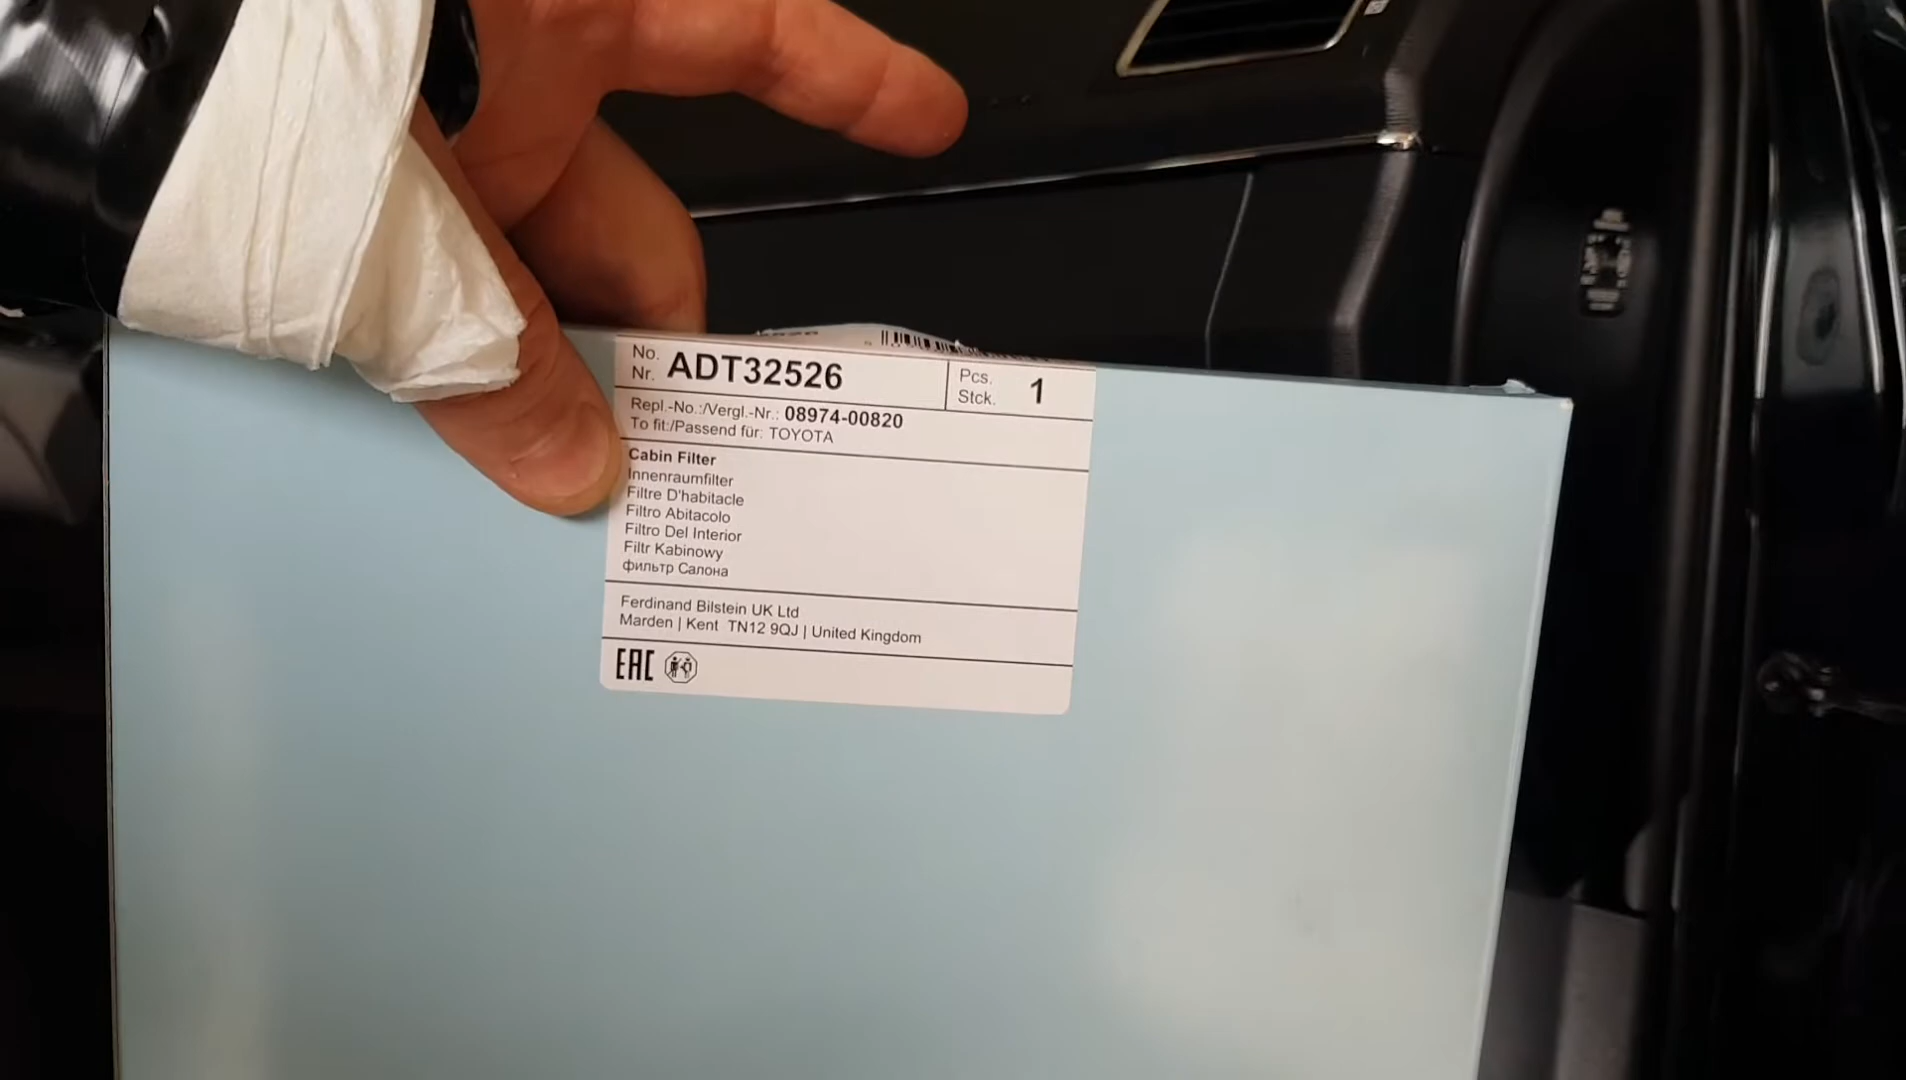 No.
Nr. ADT32526
Pcs.
Stck. 1
Repl.-No.:/Vergl.-Nr.: 08974-00820
To fit:/Passend für: TOYOTA
Cabin Filter
Innenraumfilter
Filtre D'habitacle
Filtro Abitacolo
Filtro Del Interior
Filtr Kabinowy
фильтр Салона
Ferdinand Bilstein UK Ltd
Marden | Kent TN12 9QJ | United Kingdom
EAC